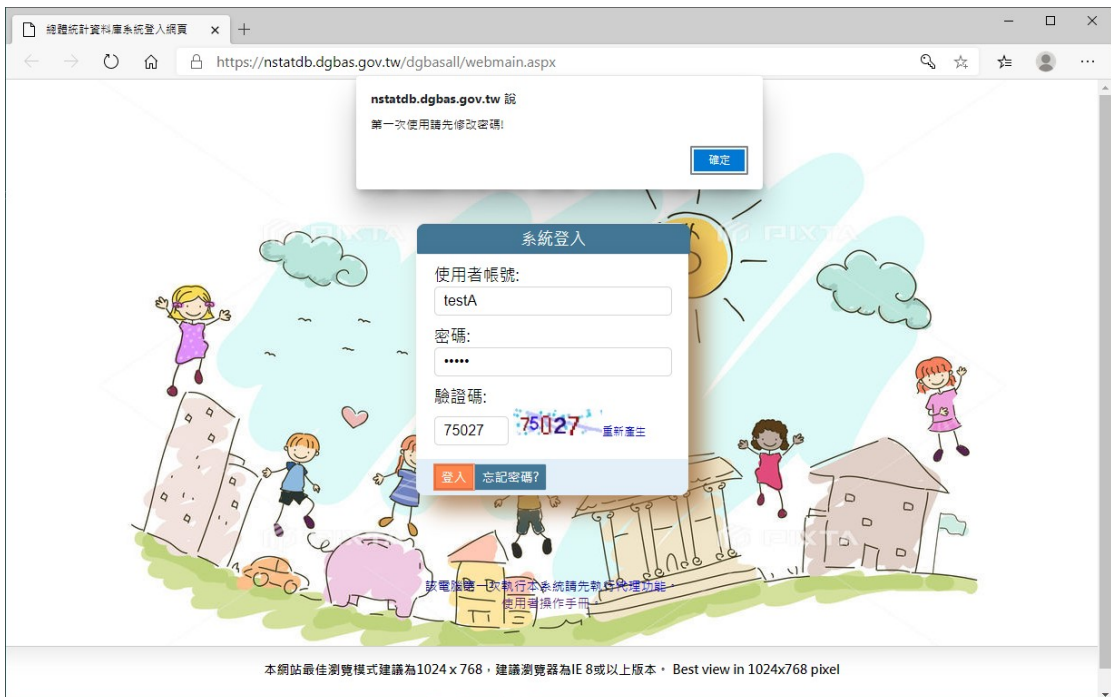 總體統計資料庫系統登入網頁
https://nstatdb.dgbas.gov.tw/dgbasall/webmain.aspx
nstatdb.dgbas.gov.tw 說
第一次使用請先修改密碼!
確定
PIXTA
PIXTA
系統登入
使用者帳號:
testA
密碼:
•••••
驗證碼:
75027 75027 重新產生
登入 忘記密碼?
PIXTA
該電腦第一次執行本系統請先執行代理功能。
使用者操作手冊。
本網站最佳瀏覽模式建議為1024 x 768，建議瀏覽器為IE 8或以上版本。 Best view in 1024x768 pixel